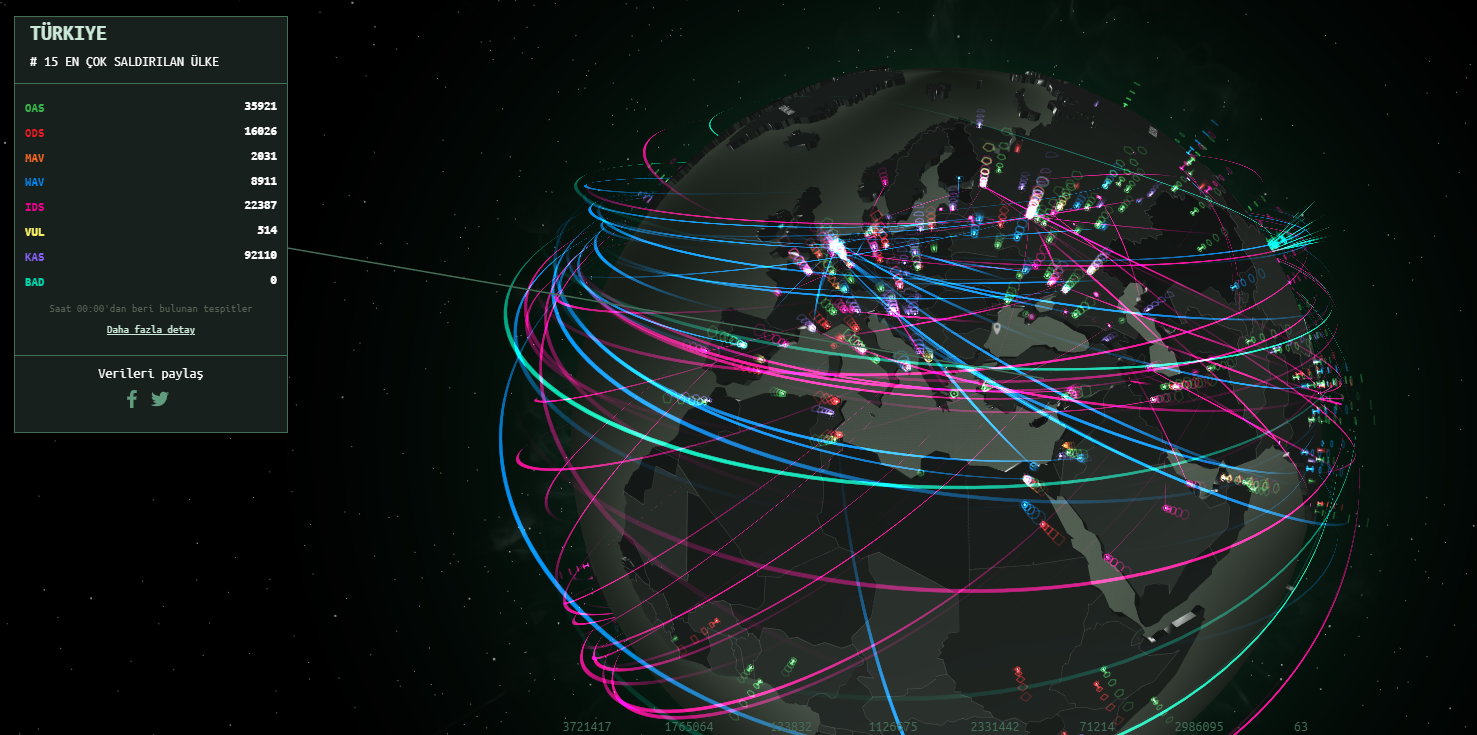 TÜRKIYE
# 15 EN ÇOK SALDIRILAN ÜLKE
OAS 35921
ODS 16026
MAV 2031
WAV 8911
IDS 22387
VUL 514
KAS 92110
BAD 0
Saat 00:00'dan beri bulunan tespitler
Daha fazla detay
Verileri paylaş
3721417 1765064 133832 1126675 2331442 71214 2986095 63